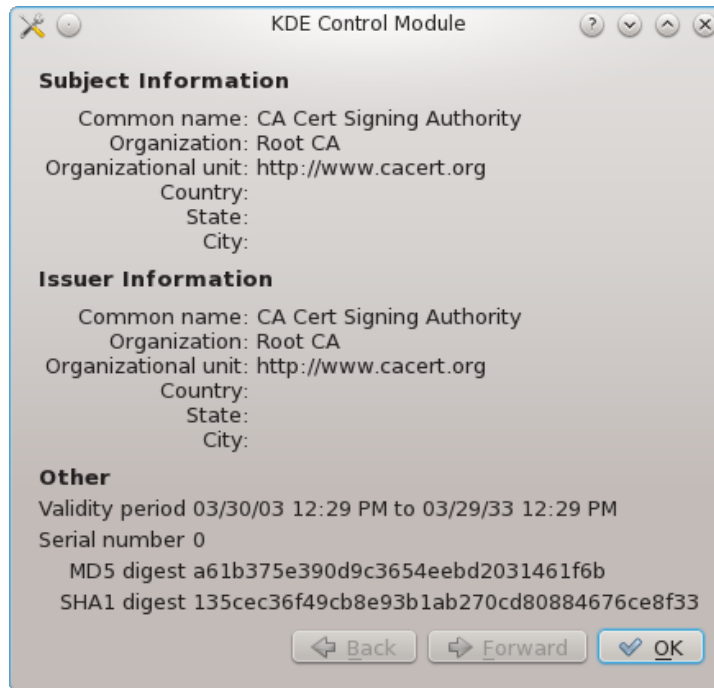 KDE Control Module
Subject Information
Common name: CA Cert Signing Authority
Organization: Root CA
Organizational unit: http://www.cacert.org
Country:
State:
City:
Issuer Information
Common name: CA Cert Signing Authority
Organization: Root CA
Organizational unit: http://www.cacert.org
Country:
State:
City:
Other
Validity period 03/30/03 12:29 PM to 03/29/33 12:29 PM
Serial number 0
MD5 digest a61b375e390d9c3654eebd2031461f6b
SHA1 digest 135cec36f49cb8e93b1ab270cd80884676ce8f33
Back Forward OK